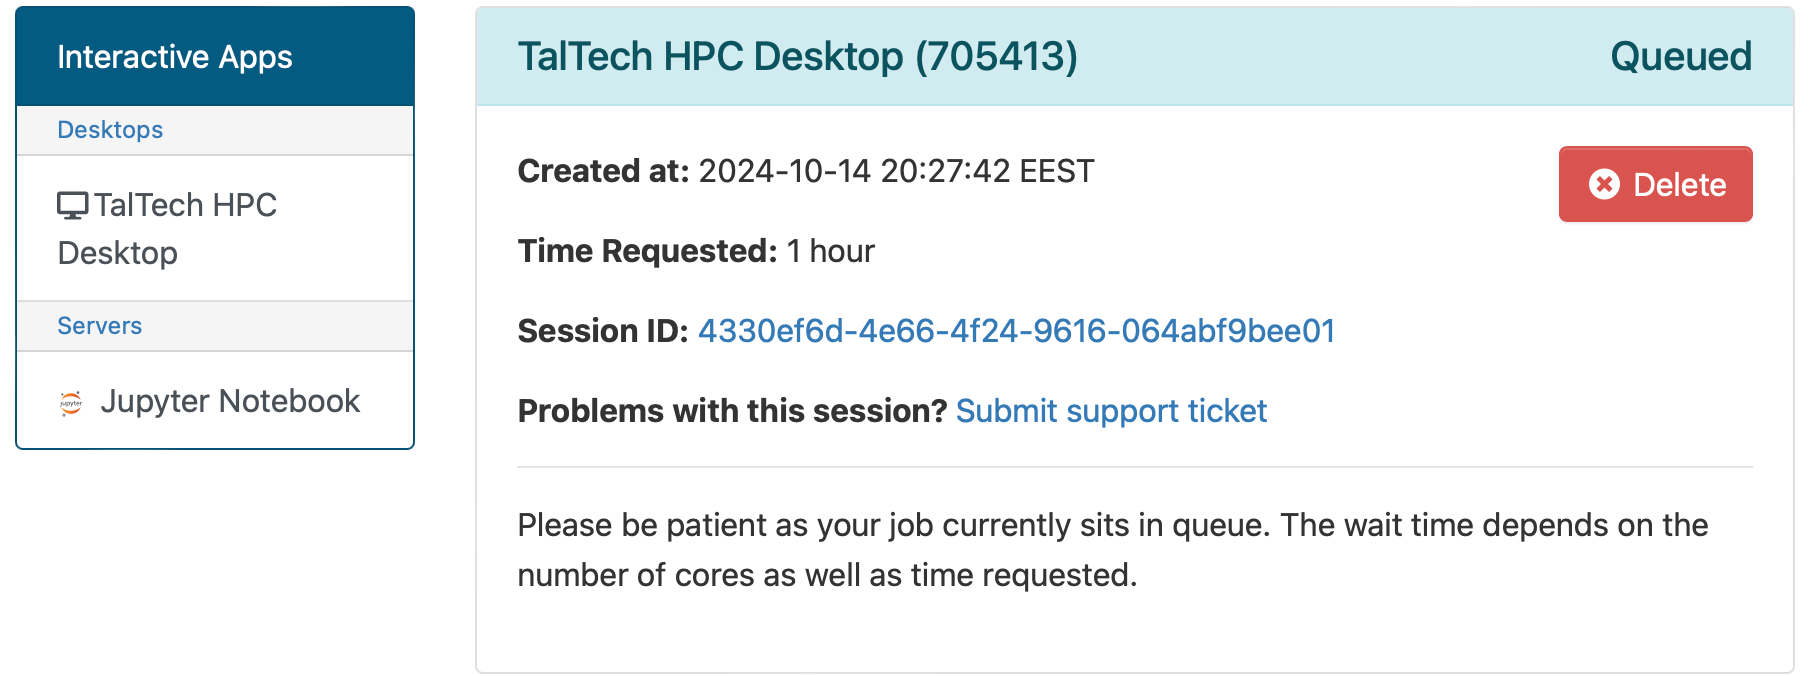 Interactive Apps
Desktops
TalTech HPC
Desktop
Servers
jupyter
Jupyter Notebook
TalTech HPC Desktop (705413)
Queued
Created at: 2024-10-14 20:27:42 EEST
Delete
Time Requested: 1 hour
Session ID: 4330ef6d-4e66-4f24-9616-064abf9bee01
Problems with this session? Submit support ticket
Please be patient as your job currently sits in queue. The wait time depends on the
number of cores as well as time requested.